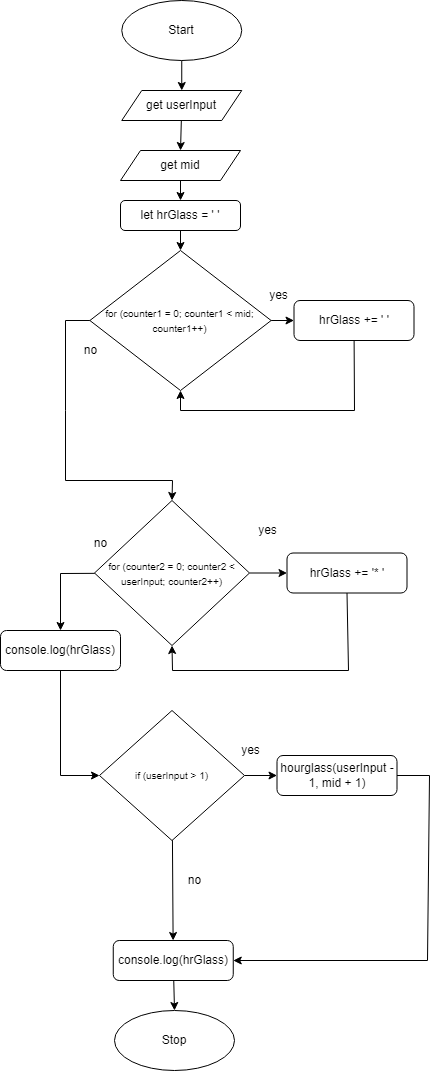 Start
get userInput
get mid
let hrGlass = ' '
for (counter1 = 0; counter1 < mid;
counter1++)
yes
hrGlass += ' '
no
for (counter2 = 0; counter2 <
userInput; counter2++)
yes
hrGlass += '* '
no
console.log(hrGlass)
if (userInput > 1)
yes
hourglass(userInput -
1, mid + 1)
no
console.log(hrGlass)
Stop